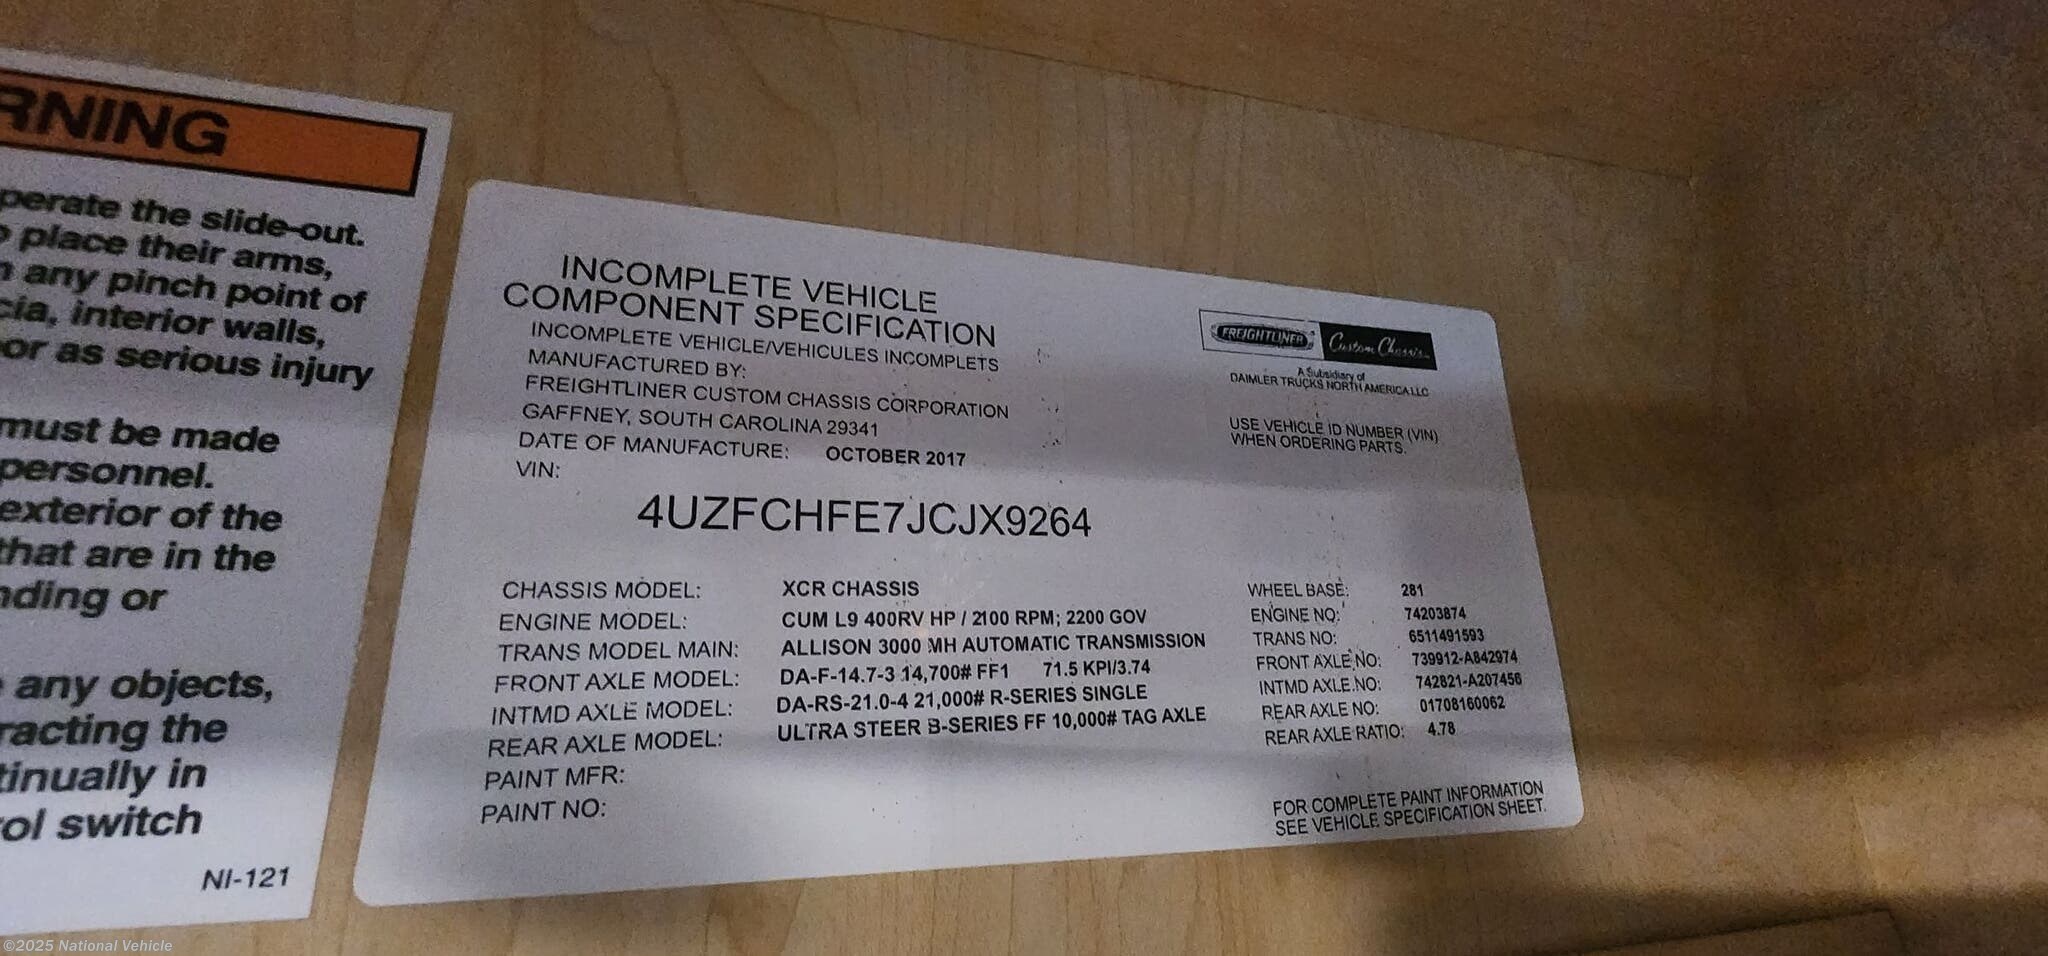 RNING
perate the slide-out.
place their arms,
any pinch point of
cia, interior walls,
or as serious injury
must be made
personnel.
exterior of the
that are in the
nding or
any objects,
racting the
tinually in
ol switch
NI-121
INCOMPLETE VEHICLE
COMPONENT SPECIFICATION
INCOMPLETE VEHICLE/VEHICULES INCOMPLETS
MANUFACTURED BY:
FREIGHTLINER CUSTOM CHASSIS CORPORATION
GAFFNEY, SOUTH CAROLINA 29341
DATE OF MANUFACTURE: OCTOBER 2017
VIN:
4UZFCHFE7JCJX9264
FREIGHTLINER Custom Chassis
A Subsidiary of
DAIMLER TRUCKS NORTH AMERICA LLC
USE VEHICLE ID NUMBER (VIN)
WHEN ORDERING PARTS.
CHASSIS MODEL: XCR CHASSIS
ENGINE MODEL: CUM L9 400RV HP / 2100 RPM; 2200 GOV
TRANS MODEL MAIN: ALLISON 3000 MH AUTOMATIC TRANSMISSION
FRONT AXLE MODEL: DA-F-14.7-3 14,700# FF1 71.5 KPI/3.74
INTMD AXLE MODEL: DA-RS-21.0-4 21,000# R-SERIES SINGLE
REAR AXLE MODEL: ULTRA STEER B-SERIES FF 10,000# TAG AXLE
PAINT MFR:
PAINT NO:
WHEEL BASE: 281
ENGINE NO: 74203874
TRANS NO: 6511491593
FRONT AXLE NO: 739912-A842974
INTMD AXLE NO: 742821-A207456
REAR AXLE NO: 01708160062
REAR AXLE RATIO: 4.78
FOR COMPLETE PAINT INFORMATION
SEE VEHICLE SPECIFICATION SHEET.
©2025 National Vehicle